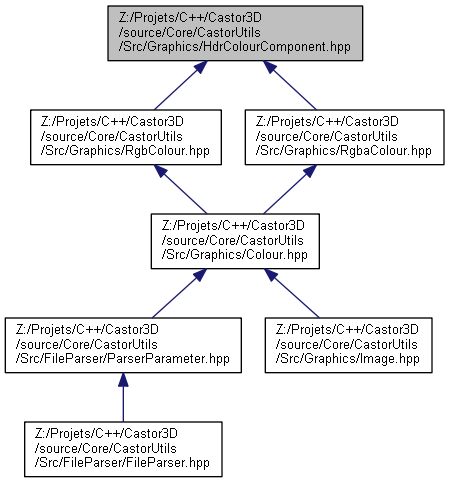 Z:/Projets/C++/Castor3D
/source/Core/CastorUtils
/Src/Graphics/HdrColourComponent.hpp
Z:/Projets/C++/Castor3D
/source/Core/CastorUtils
/Src/Graphics/RgbColour.hpp
Z:/Projets/C++/Castor3D
/source/Core/CastorUtils
/Src/Graphics/RgbaColour.hpp
Z:/Projets/C++/Castor3D
/source/Core/CastorUtils
/Src/Graphics/Colour.hpp
Z:/Projets/C++/Castor3D
/source/Core/CastorUtils
/Src/FileParser/ParserParameter.hpp
Z:/Projets/C++/Castor3D
/source/Core/CastorUtils
/Src/Graphics/Image.hpp
Z:/Projets/C++/Castor3D
/source/Core/CastorUtils
/Src/FileParser/FileParser.hpp